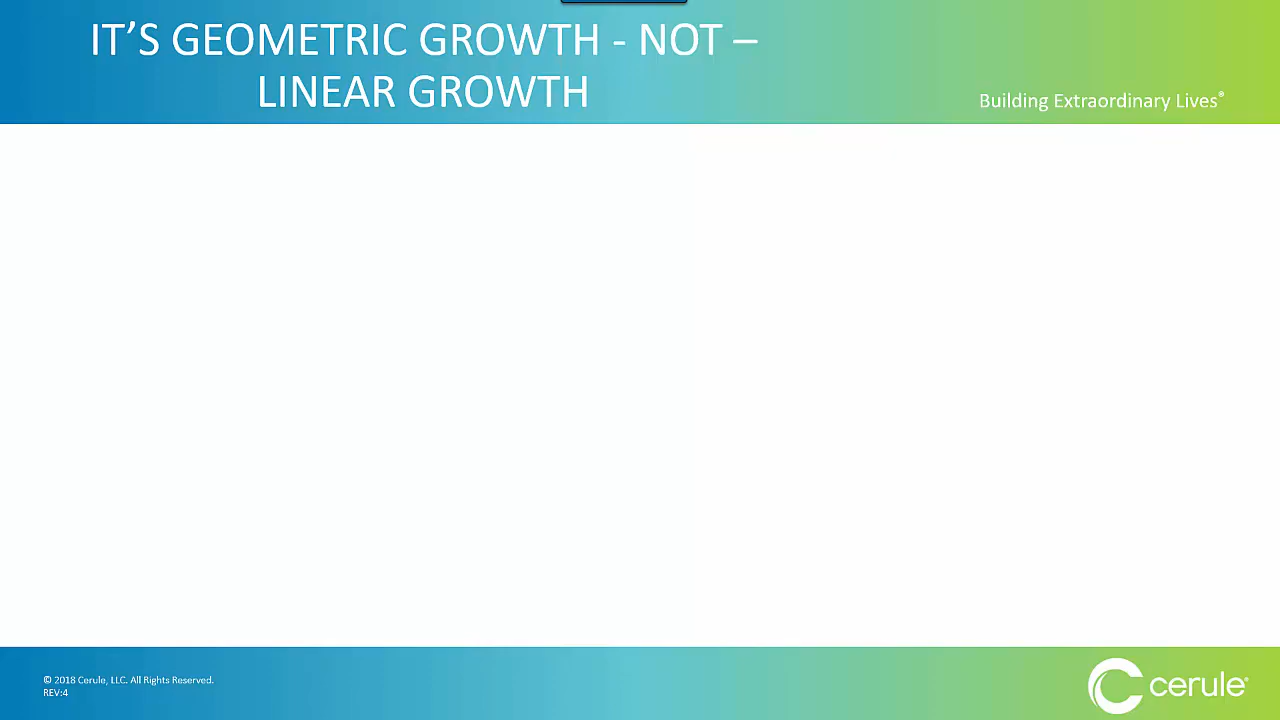 IT’S GEOMETRIC GROWTH - NOT –
LINEAR GROWTH
Building Extraordinary Lives®
© 2018 Cerule, LLC. All Rights Reserved.
REV:4
cerule®